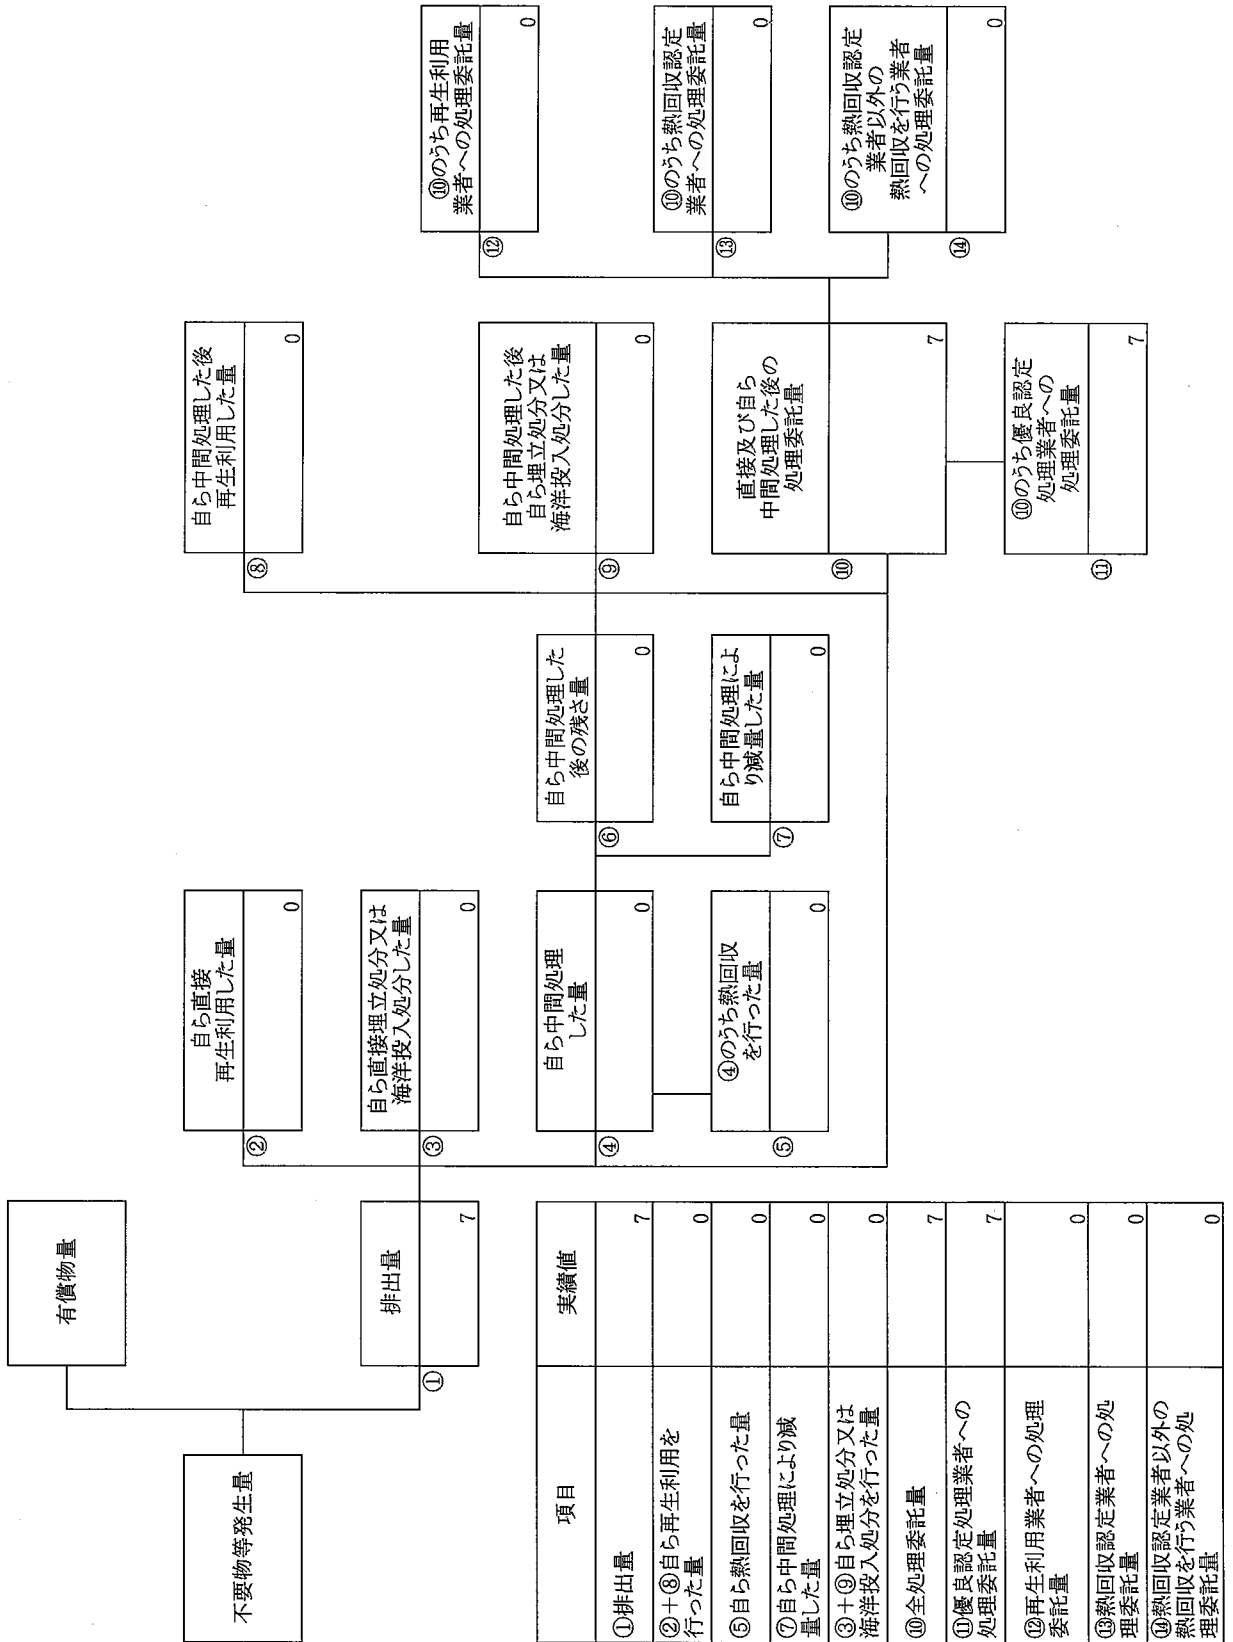 不要物等発生量
有償物量
①
排出量
7
②
自ら直接
再生利用した量
0
③
自ら直接埋立処分又は
海洋投入処分した量
0
④
自ら中間処理
した量
0
⑤
④のうち熱回収
を行った量
0
⑥
自ら中間処理した
後の残さ量
0
⑦
自ら中間処理によ
り減量した量
0
⑧
自ら中間処理した後
再生利用した量
0
⑨
自ら中間処理した後
自ら埋立処分又は
海洋投入処分した量
0
⑩
直接及び自ら
中間処理した後の
処理委託量
7
⑪
⑩のうち優良認定
処理業者への
処理委託量
7
⑫
⑩のうち再生利用
業者への処理委託量
0
⑬
⑩のうち熱回収認定
業者への処理委託量
0
⑭
⑩のうち熱回収認定
業者以外の
熱回収を行う業者
への処理委託量
0
項目 実績値
①排出量 7
②+⑧自ら再生利用を
行った量 0
⑤自ら熱回収を行った量 0
⑦自ら中間処理により減
量した量 0
③+⑨自ら埋立処分又は
海洋投入処分を行った量 0
⑩全処理委託量 7
⑪優良認定処理業者への
処理委託量 7
⑫再生利用業者への処理
委託量 0
⑬熱回収認定業者への処
理委託量 0
⑭熱回収認定業者以外の
熱回収を行う業者への処
理委託量 0